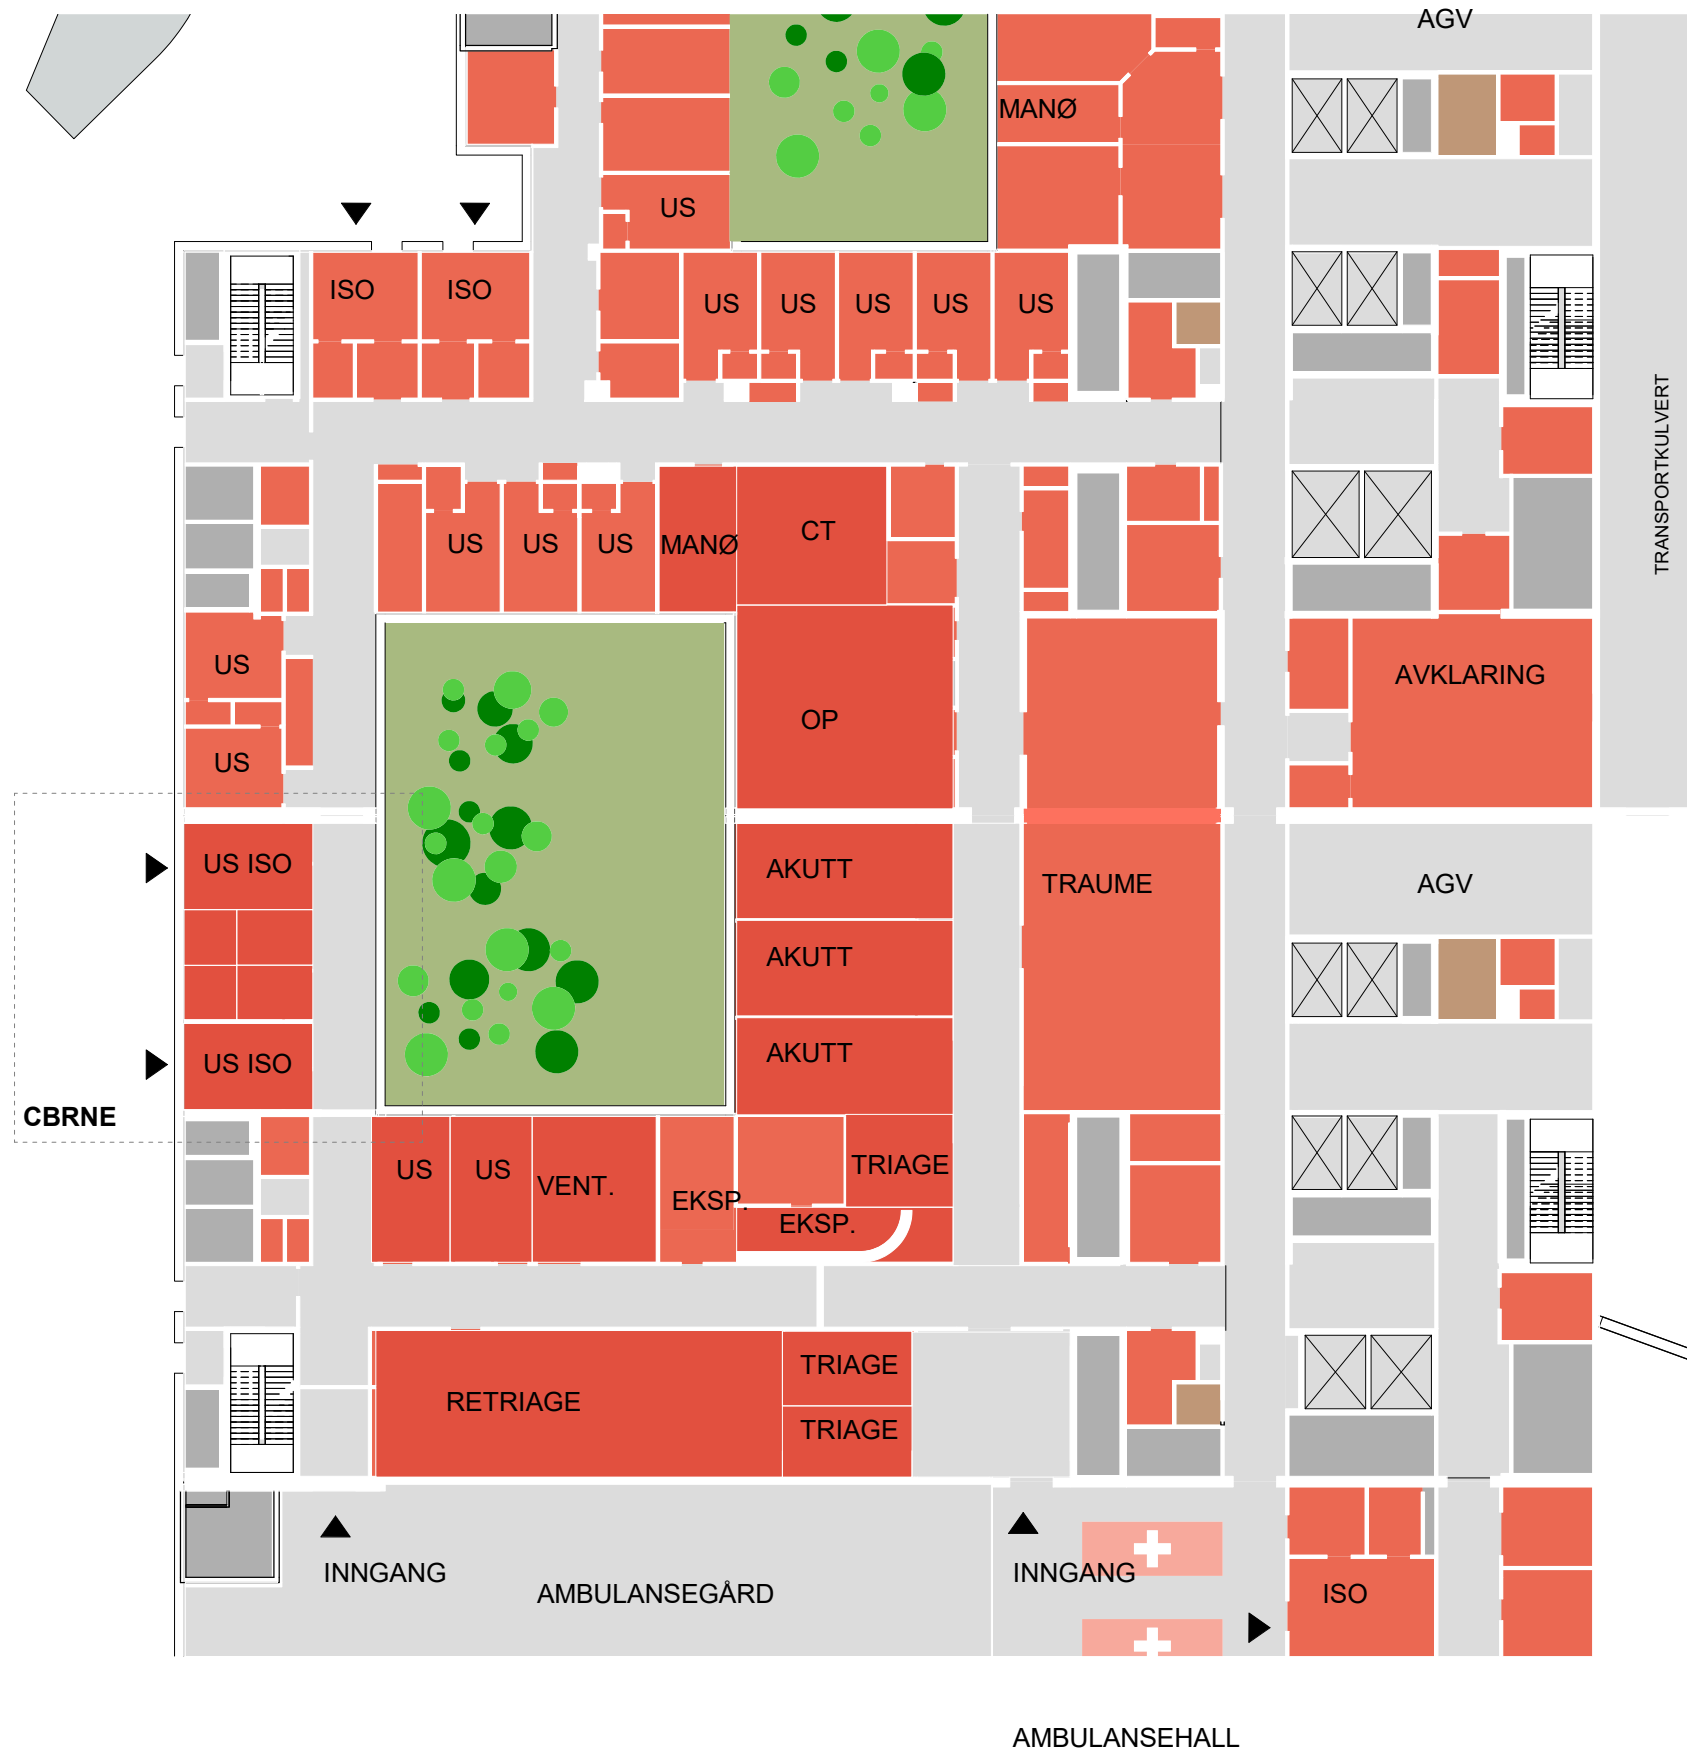 AGV
MANØ
US
ISO
ISO
US
US
US
US
US
TRANSPORTKULVERT
US
US
US
MANØ
CT
US
AVKLARING
OP
US
US ISO
AKUTT
TRAUME
AGV
AKUTT
US ISO
AKUTT
CBRNE
US
US
VENT.
EKSP.
TRIAGE
EKSP.
TRIAGE
RETRIAGE
TRIAGE
INNGANG
AMBULANSEGÅRD
INNGANG
ISO
AMBULANSEHALL